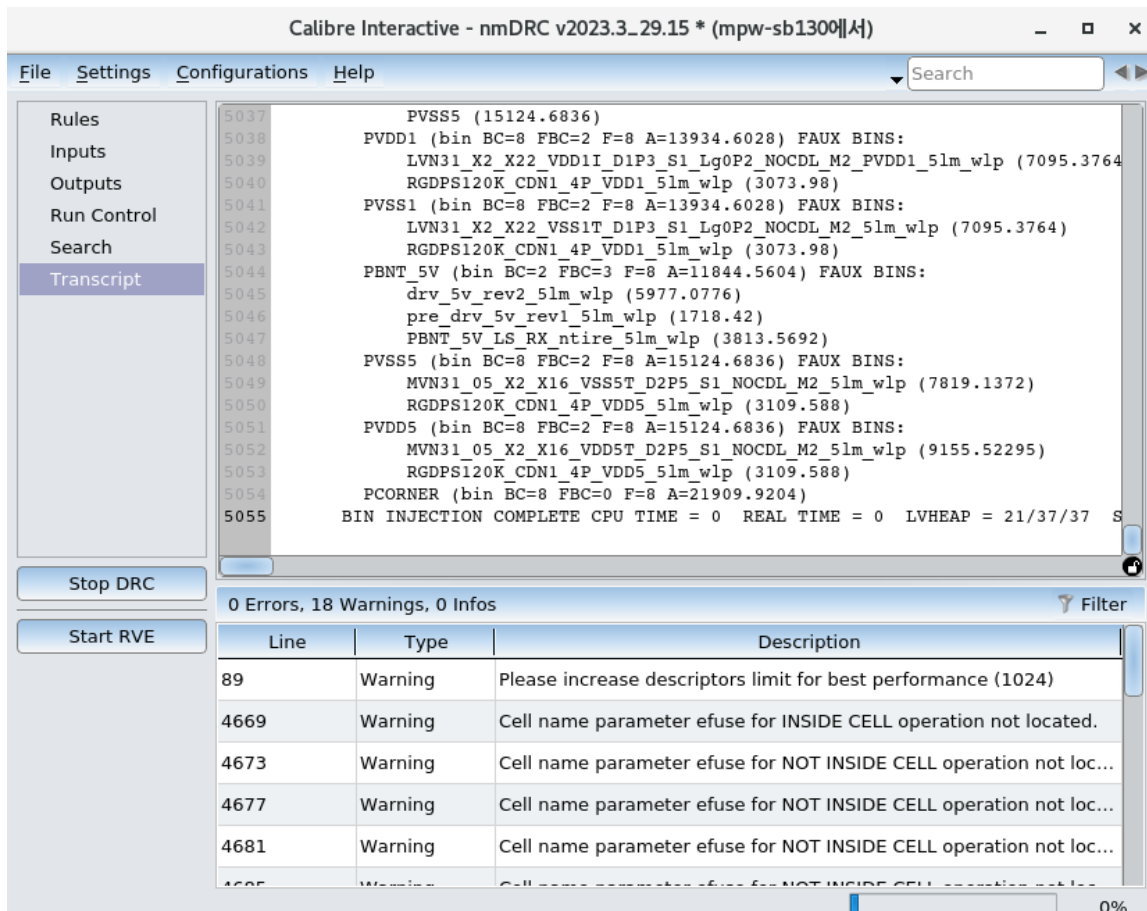 Calibre Interactive - nmDRC v2023.3_29.15 * (mpw-sb130에서)
File Settings Configurations Help
Search
Rules
Inputs
Outputs
Run Control
Search
Transcript
Stop DRC
Start RVE
5037 PVSS5 (15124.6836)
5038 PVDD1 (bin BC=8 FBC=2 F=8 A=13934.6028) FAUX BINS:
5039 LVN31_X2_X22_VDD1I_D1P3_S1_Lg0P2_NOCDL_M2_PVDD1_5lm_wlp (7095.3764
5040 RGDPS120K_CDN1_4P_VDD1_5lm_wlp (3073.98)
5041 PVSS1 (bin BC=8 FBC=2 F=8 A=13934.6028) FAUX BINS:
5042 LVN31_X2_X22_VSS1T_D1P3_S1_Lg0P2_NOCDL_M2_5lm_wlp (7095.3764)
5043 RGDPS120K_CDN1_4P_VDD1_5lm_wlp (3073.98)
5044 PBNT_5V (bin BC=2 FBC=3 F=8 A=11844.5604) FAUX BINS:
5045 drv_5v_rev2_5lm_wlp (5977.0776)
5046 pre_drv_5v_rev1_5lm_wlp (1718.42)
5047 PBNT_5V_LS_RX_ntire_5lm_wlp (3813.5692)
5048 PVSS5 (bin BC=8 FBC=2 F=8 A=15124.6836) FAUX BINS:
5049 MVN31_05_X2_X16_VSS5T_D2P5_S1_NOCDL_M2_5lm_wlp (7819.1372)
5050 RGDPS120K_CDN1_4P_VDD5_5lm_wlp (3109.588)
5051 PVDD5 (bin BC=8 FBC=2 F=8 A=15124.6836) FAUX BINS:
5052 MVN31_05_X2_X16_VDD5T_D2P5_S1_NOCDL_M2_5lm_wlp (9155.52295)
5053 RGDPS120K_CDN1_4P_VDD5_5lm_wlp (3109.588)
5054 PCORNER (bin BC=8 FBC=0 F=8 A=21909.9204)
5055 BIN INJECTION COMPLETE CPU TIME = 0 REAL TIME = 0 LVHEAP = 21/37/37 S
0 Errors, 18 Warnings, 0 Infos
Filter
Line Type Description
89 Warning Please increase descriptors limit for best performance (1024)
4669 Warning Cell name parameter efuse for INSIDE CELL operation not located.
4673 Warning Cell name parameter efuse for NOT INSIDE CELL operation not loc...
4677 Warning Cell name parameter efuse for NOT INSIDE CELL operation not loc...
4681 Warning Cell name parameter efuse for NOT INSIDE CELL operation not loc...
0%